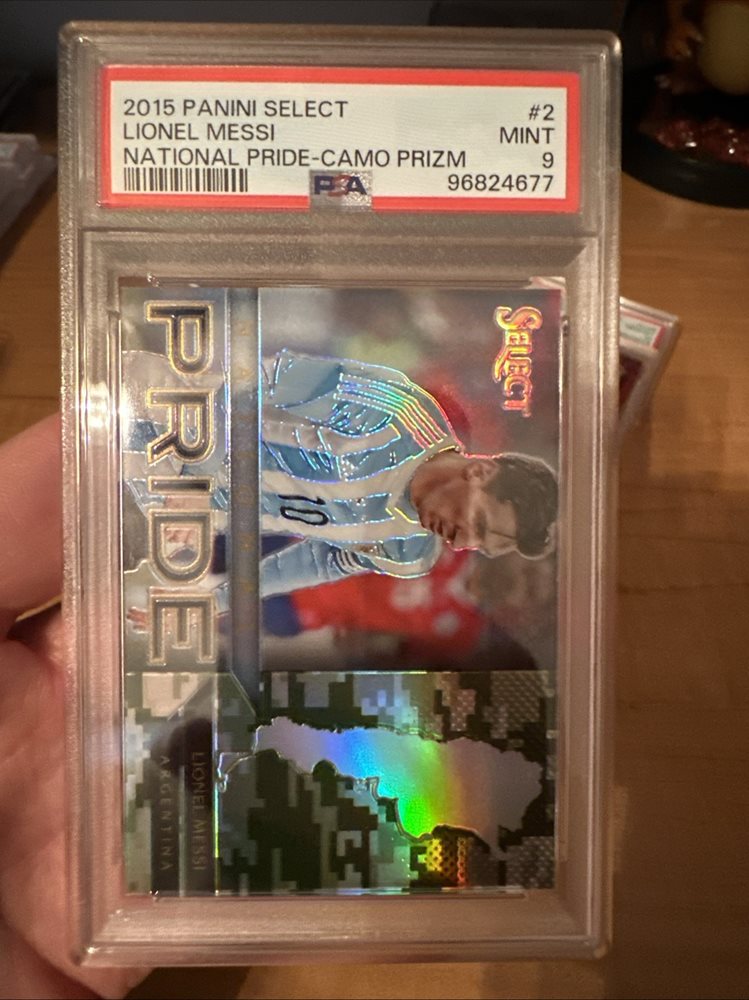 2015 PANINI SELECT #2
LIONEL MESSI MINT
NATIONAL PRIDE-CAMO PRIZM 9
PSA 96824677
SELECT
10
NATIONAL
PRIDE
LIONEL MESSI
ARGENTINA